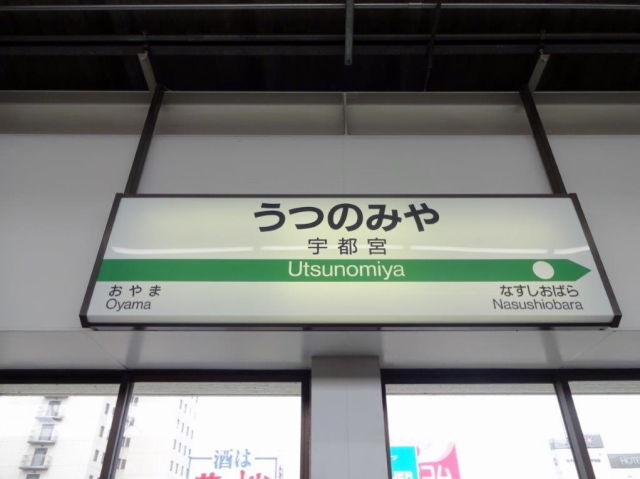 うつのみや
宇都宮
Utsunomiya
おやま
Oyama
なすしおばら
Nasushiobara
酒は
HOTE